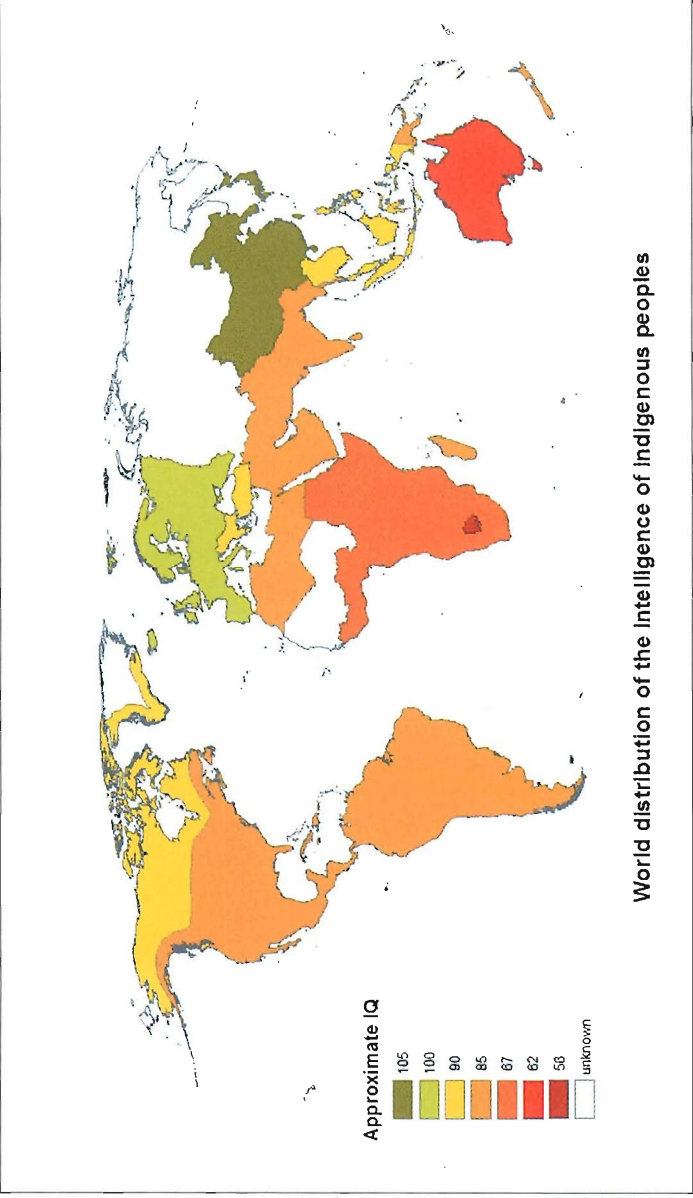 Approximate IQ
105
100
90
85
67
62
58
unknown
World distribution of the Intelligence of indigenous peoples